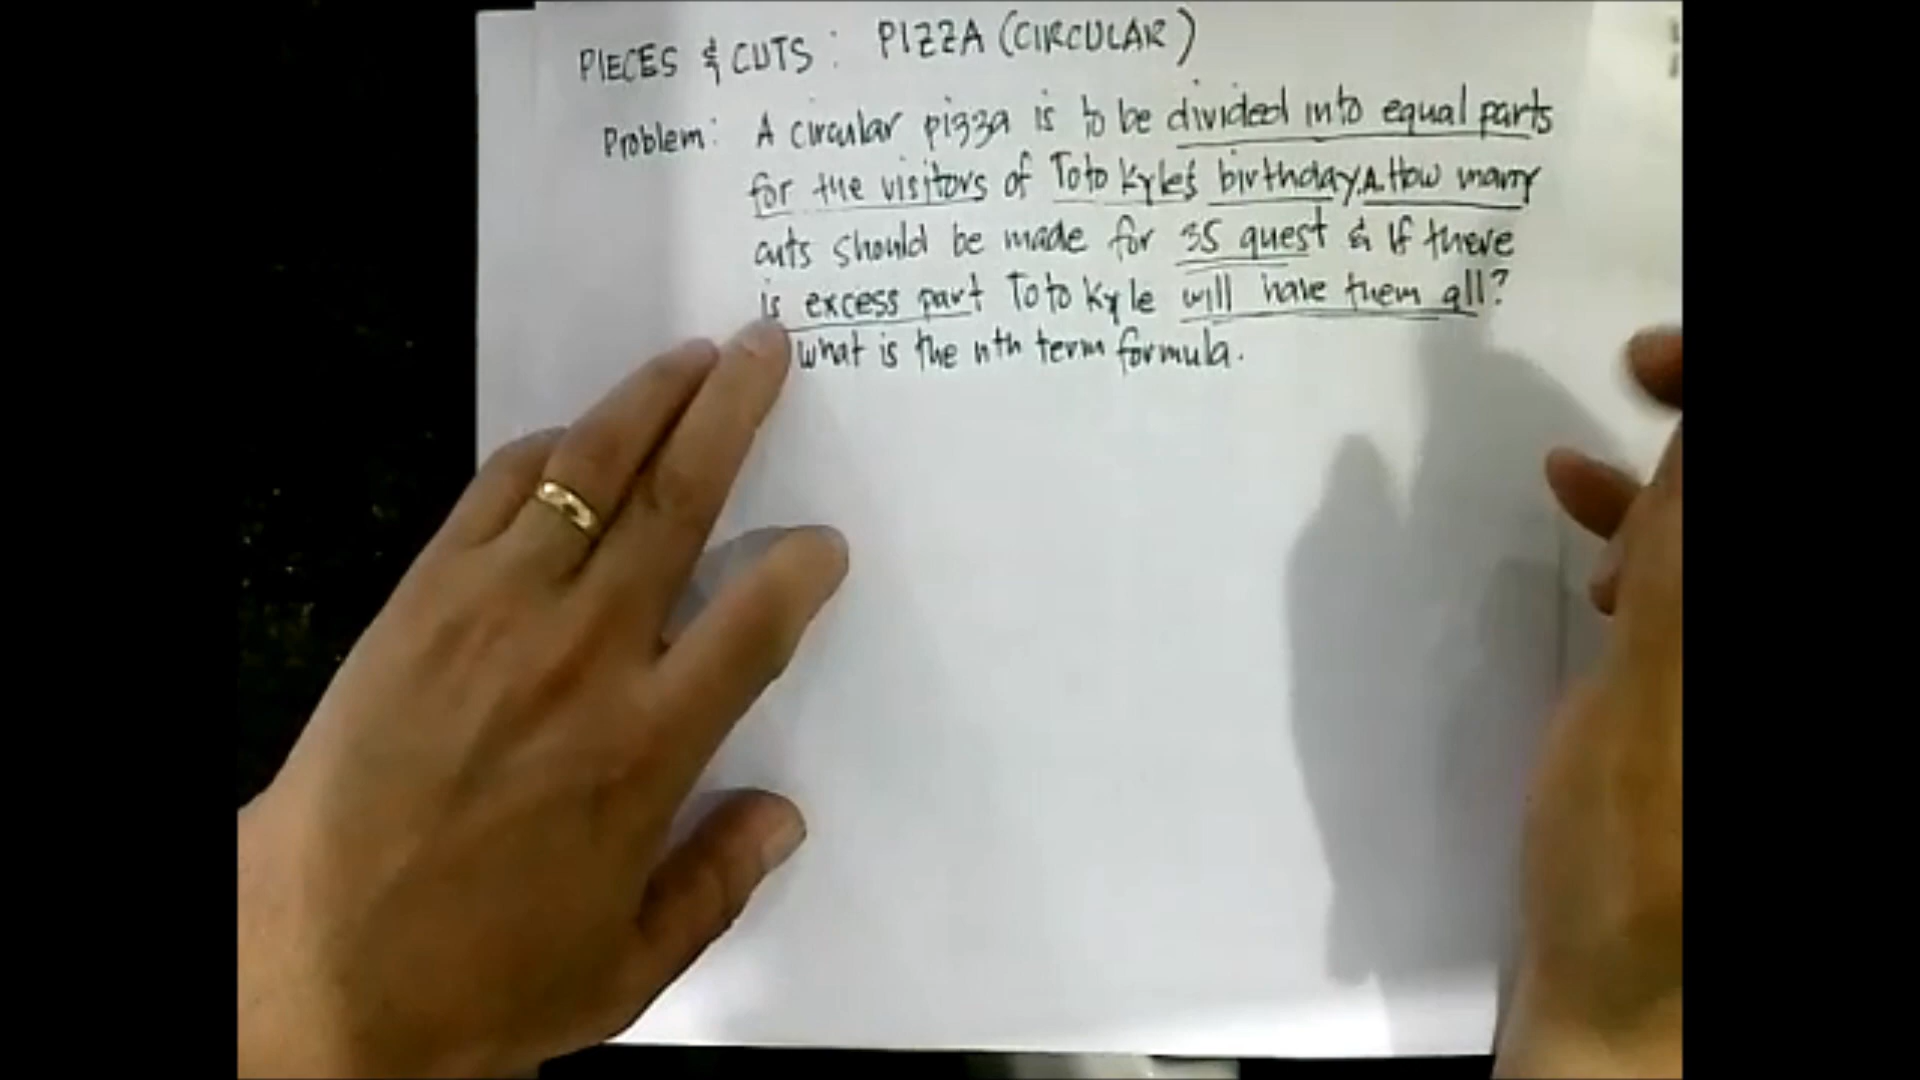 PIECES & CUTS: PIZZA (CIRCULAR)
Problem: A circular pizza is to be divided into equal parts
for the visitors of Toto Kyle's birthday. A. How many
cuts should be made for 35 guest & if there
is excess part Toto Kyle will have them all?
what is the nth term formula.